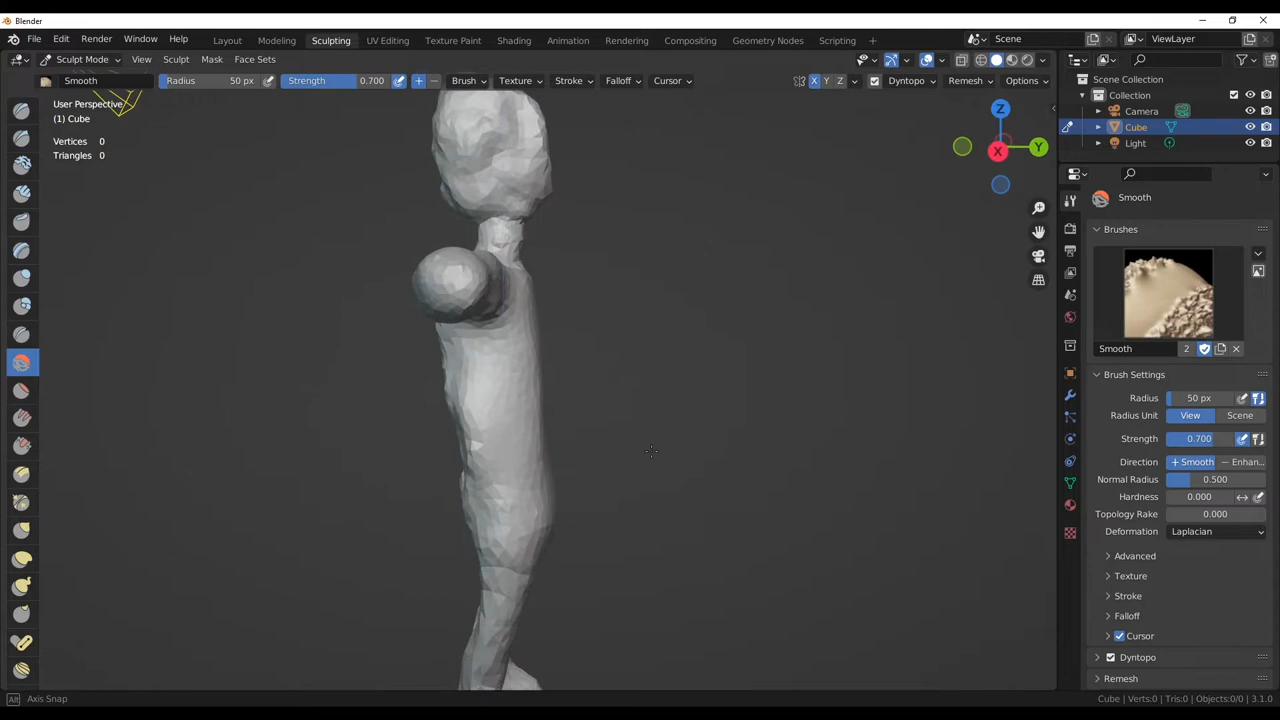 Blender
File Edit Render Window Help Layout Modeling Sculpting UV Editing Texture Paint Shading Animation Rendering Compositing Geometry Nodes Scripting + Scene ViewLayer
Sculpt Mode View Sculpt Mask Face Sets
Smooth Radius 50 px Strength 0.700 + − Brush Texture Stroke Falloff Cursor X Y Z Dyntopo Remesh Options
User Perspective
(1) Cube
Vertices 0
Triangles 0
Z
X
Y
Scene Collection
Collection
Camera
Cube
Light
Smooth
Brushes
Smooth 2
Brush Settings
Radius 50 px
Radius Unit View Scene
Strength 0.700
Direction + Smooth − Enhan...
Normal Radius 0.500
Hardness 0.000
Topology Rake 0.000
Deformation Laplacian
Advanced
Texture
Stroke
Falloff
Cursor
Dyntopo
Remesh
Alt Axis Snap
Cube | Verts:0 | Tris:0 | Objects:0/0 | 3.1.0